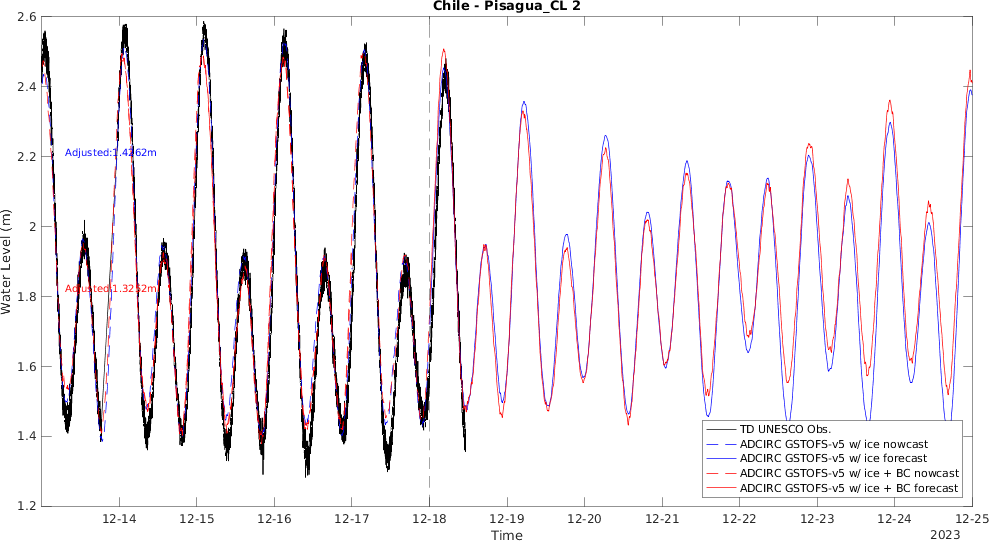 Chile - Pisagua_CL 2
2.6
2.4
2.2
2
1.8
1.6
1.4
1.2
Water Level (m)
Adjusted:1.4262m
Adjusted:1.3252m
TD UNESCO Obs.
ADCIRC GSTOFS-v5 w/ ice nowcast
ADCIRC GSTOFS-v5 w/ ice forecast
ADCIRC GSTOFS-v5 w/ ice + BC nowcast
ADCIRC GSTOFS-v5 w/ ice + BC forecast
12-14 12-15 12-16 12-17 12-18 12-19 12-20 12-21 12-22 12-23 12-24 12-25
Time
2023